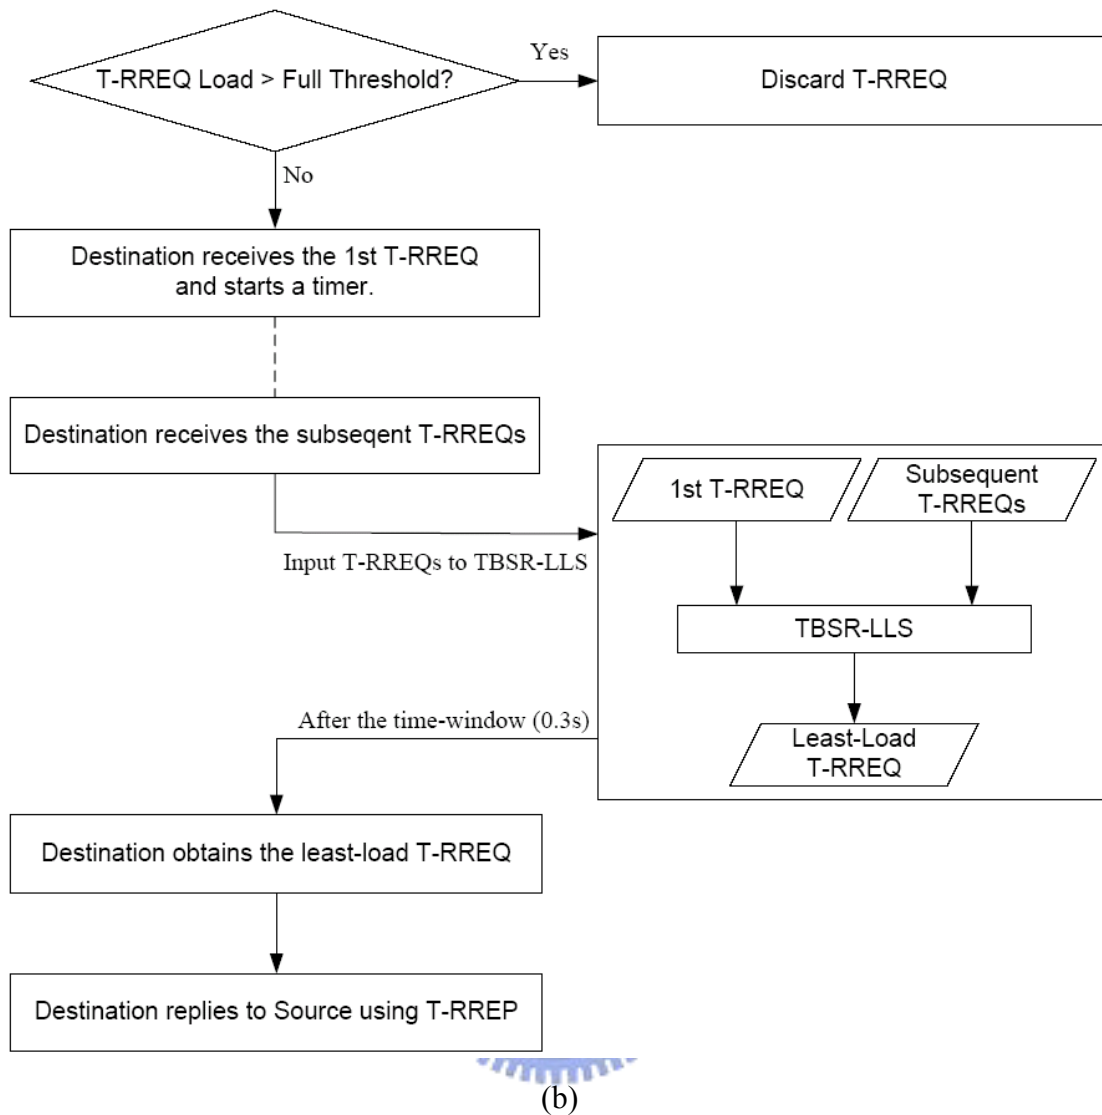 T-RREQ Load > Full Threshold?
Yes
Discard T-RREQ
No
Destination receives the 1st T-RREQ
and starts a timer.
Destination receives the subseqent T-RREQs
Input T-RREQs to TBSR-LLS
1st T-RREQ
Subsequent
T-RREQs
TBSR-LLS
Least-Load
T-RREQ
After the time-window (0.3s)
Destination obtains the least-load T-RREQ
Destination replies to Source using T-RREP
(b)